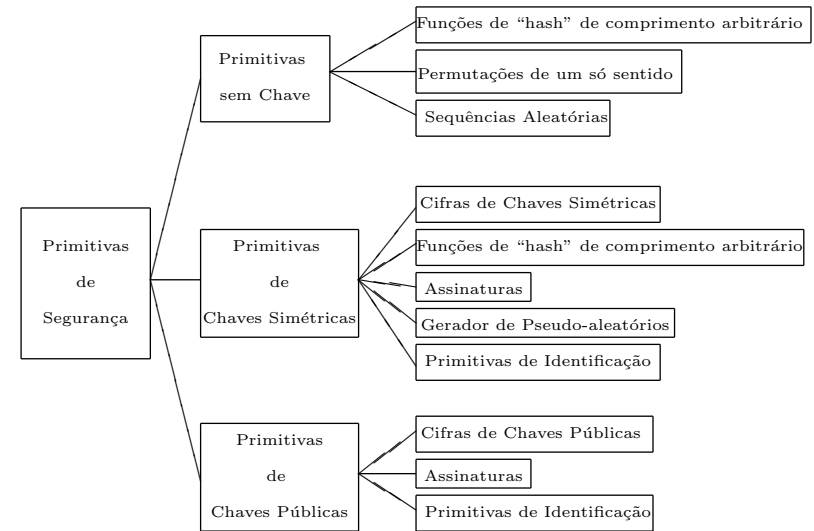 Funções de “hash” de comprimento arbitrário
Primitivas
sem Chave
Permutações de um só sentido
Sequências Aleatórias
Primitivas
de
Segurança
Primitivas
de
Chaves Simétricas
Cifras de Chaves Simétricas
Funções de “hash” de comprimento arbitrário
Assinaturas
Gerador de Pseudo-aleatórios
Primitivas de Identificação
Primitivas
de
Chaves Públicas
Cifras de Chaves Públicas
Assinaturas
Primitivas de Identificação